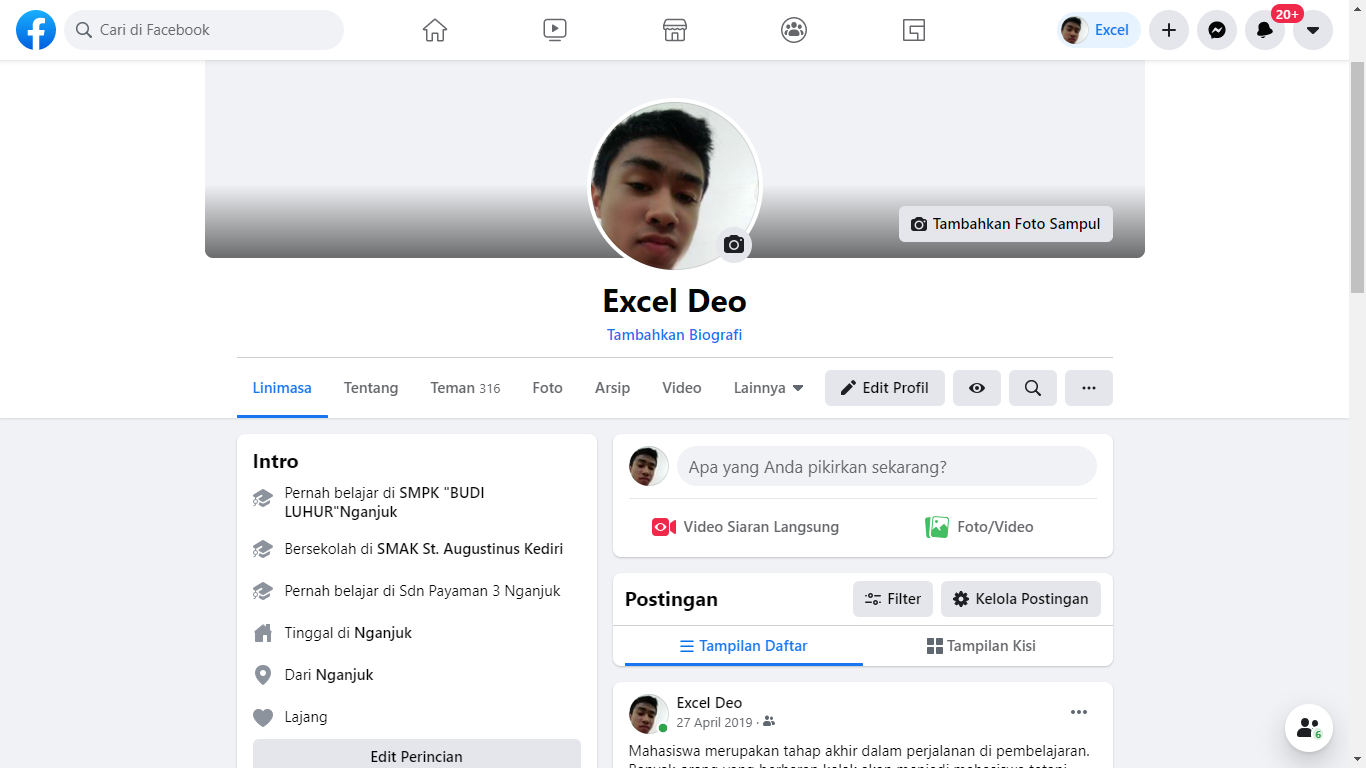 Cari di Facebook
Excel
20+
Tambahkan Foto Sampul
Excel Deo
Tambahkan Biografi
Linimasa
Tentang
Teman 316
Foto
Arsip
Video
Lainnya
Edit Profil
Intro
Pernah belajar di SMPK "BUDI
LUHUR"Nganjuk
Bersekolah di SMAK St. Augustinus Kediri
Pernah belajar di Sdn Payaman 3 Nganjuk
Tinggal di Nganjuk
Dari Nganjuk
Lajang
Edit Perincian
Apa yang Anda pikirkan sekarang?
Video Siaran Langsung
Foto/Video
Postingan
Filter
Kelola Postingan
Tampilan Daftar
Tampilan Kisi
Excel Deo
27 April 2019 ·
Mahasiswa merupakan tahap akhir dalam perjalanan di pembelajaran.
6